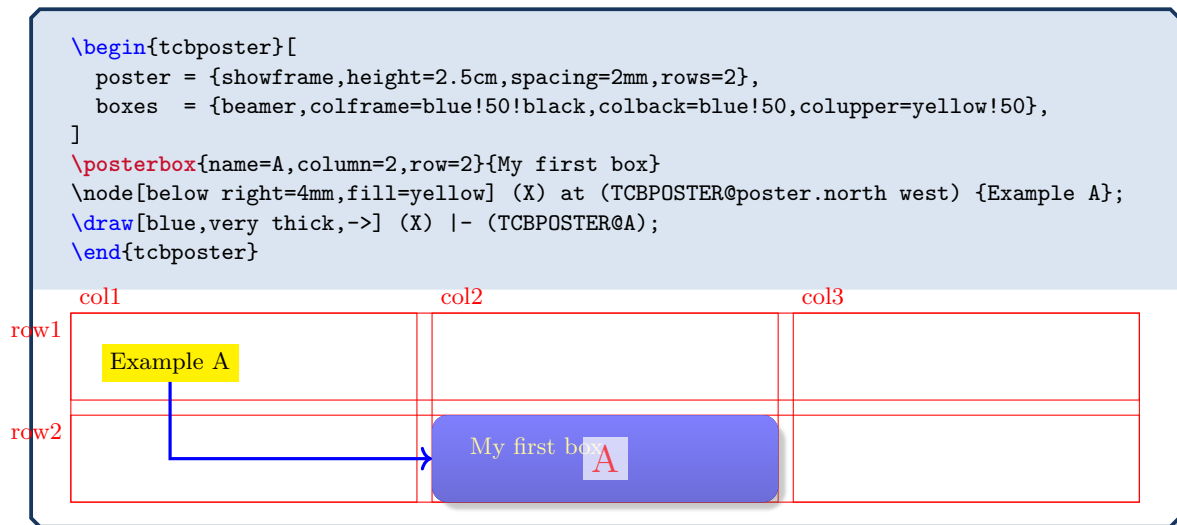 \begin{tcbposter}[
  poster = {showframe,height=2.5cm,spacing=2mm,rows=2},
  boxes  = {beamer,colframe=blue!50!black,colback=blue!50,colupper=yellow!50},
]
\posterbox{name=A,column=2,row=2}{My first box}
\node[below right=4mm,fill=yellow] (X) at (TCBPOSTER@poster.north west) {Example A};
\draw[blue,very thick,->] (X) |- (TCBPOSTER@A);
\end{tcbposter}
col1 col2 col3
row1
Example A
row2
My first box
A